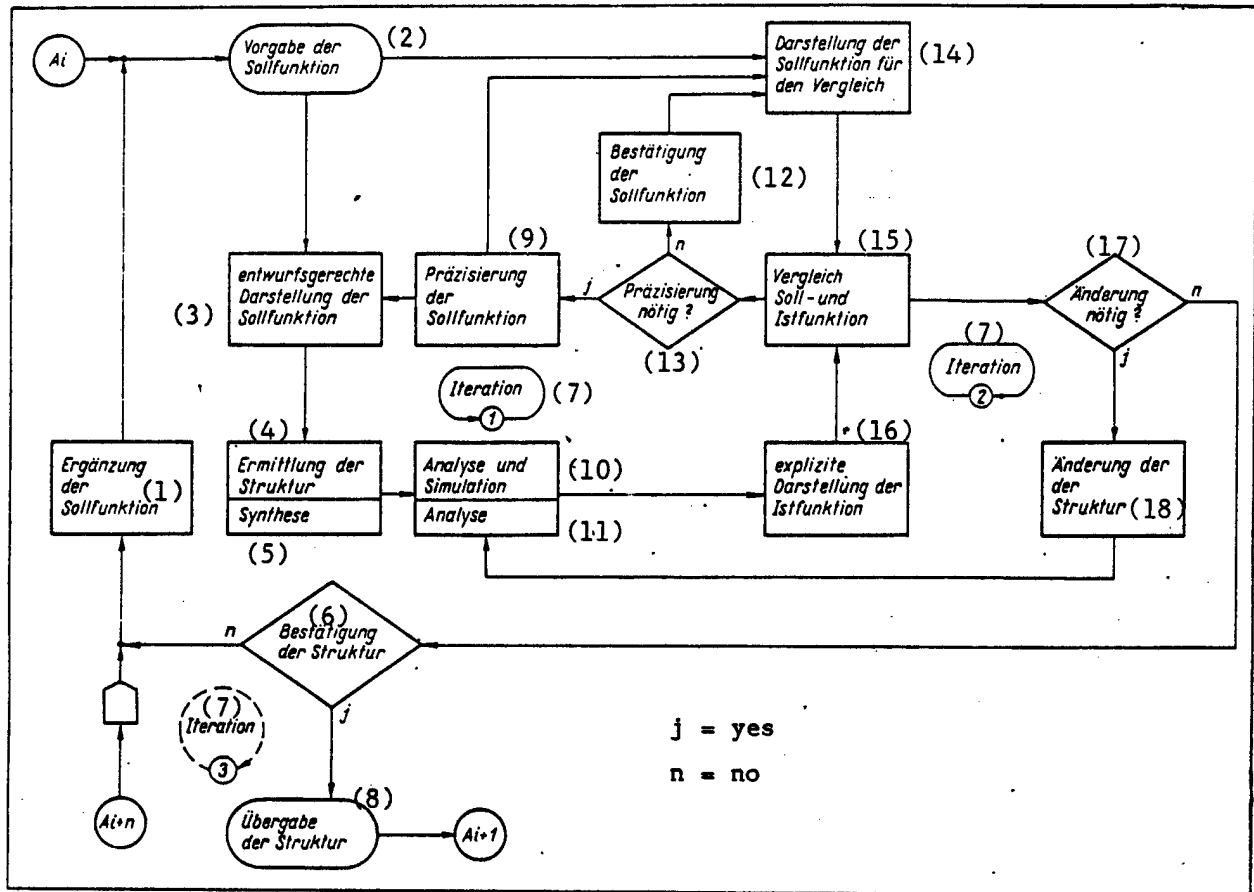 Ai
Vorgabe der
Sollfunktion
(2)
Darstellung der
Sollfunktion für
den Vergleich
(14)
Bestätigung
der
Sollfunktion
(12)
n
(9)
(15)
(17)
entwurfsgerechte
Darstellung der
Sollfunktion
(3)
Präzisierung
der
Sollfunktion
j
Präzisierung
nötig ?
(13)
Vergleich
Soll-und
Istfunktion
Änderung
nötig ?
n
j
(7)
Iteration
2
Iteration
1
(7)
(4)
(16)
Ergänzung
der
Sollfunktion
(1)
Ermittlung der
Struktur
Synthese
(5)
Analyse und
Simulation
(10)
Analyse
(11)
explizite
Darstellung der
Istfunktion
Änderung der
der
Struktur
(18)
(6)
Bestätigung
der Struktur
n
j
(7)
Iteration
3
j = yes
n = no
(8)
Ai+n
Übergabe
der Struktur
Ai+1